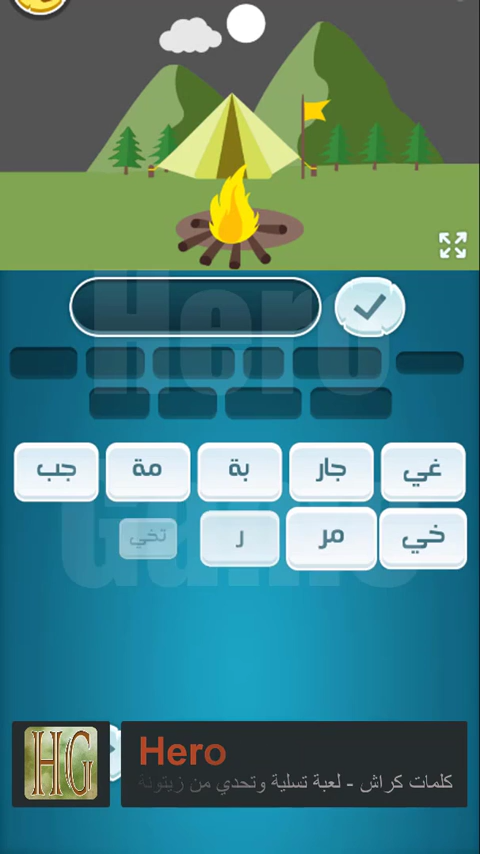 Hero
Game
غي جار بة مة جب
خي مر ر تخي
HG Hero
كلمات كراش - لعبة تسلية وتحدي من زيتونة